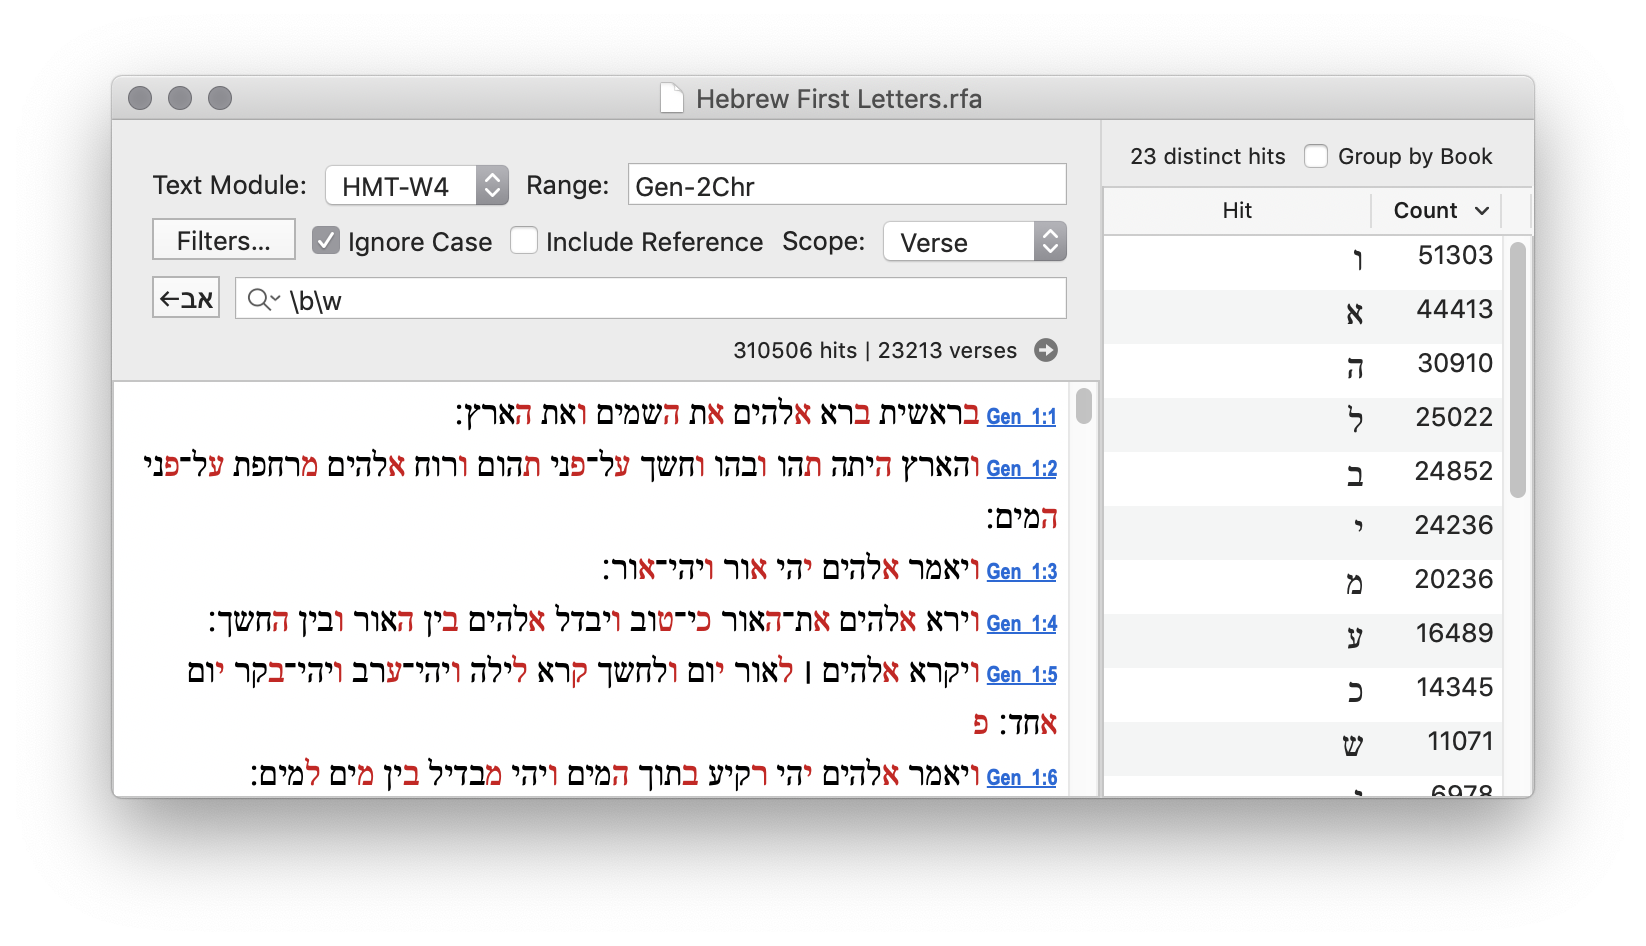 Hebrew First Letters.rfa
Text Module: HMT-W4 Range: Gen-2Chr
Filters... Ignore Case Include Reference Scope: Verse
←אב \b\w
310506 hits | 23213 verses
Gen 1:1 בראשית ברא אלהים את השמים ואת הארץ׃
Gen 1:2 והארץ היתה תהו ובהו וחשך על־פני תהום ורוח אלהים מרחפת על־פני
המים׃
Gen 1:3 ויאמר אלהים יהי אור ויהי־אור׃
Gen 1:4 וירא אלהים את־האור כי־טוב ויבדל אלהים בין האור ובין החשך׃
Gen 1:5 ויקרא אלהים ׀ לאור יום ולחשך קרא לילה ויהי־ערב ויהי־בקר יום
אחד׃ פ
Gen 1:6 ויאמר אלהים יהי רקיע בתוך המים ויהי מבדיל בין מים למים׃
23 distinct hits Group by Book
Hit Count
ו 51303
א 44413
ה 30910
ל 25022
ב 24852
י 24236
מ 20236
ע 16489
כ 14345
ש 11071
6978